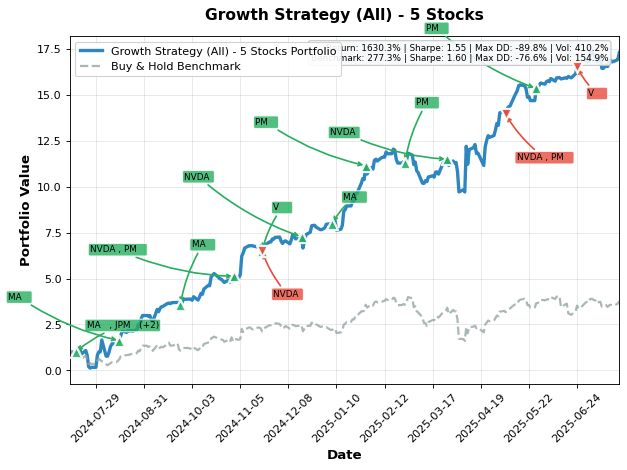 Growth Strategy (All) - 5 Stocks
PM
Growth Strategy (All) - 5 Stocks Portfolio
Buy & Hold Benchmark
1630.3% | Sharpe: 1.55 | Max DD: -89.8% | Vol: 410.2%
277.3% | Sharpe: 1.60 | Max DD: -76.6% | Vol: 154.9%
V
PM
PM
NVDA
NVDA , PM
NVDA
MA
V
MA
NVDA , PM
NVDA
MA
MA , JPM (+2)
17.5
15.0
12.5
10.0
7.5
5.0
2.5
0.0
Portfolio Value
2024-07-29
2024-08-31
2024-10-03
2024-11-05
2024-12-08
2025-01-10
2025-02-12
2025-03-17
2025-04-19
2025-05-22
2025-06-24
Date